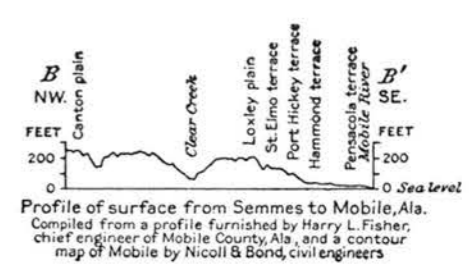 B
NW.
Canton plain
Clear Creek
Loxley plain
St. Elmo terrace
Port Hickey terrace
Hammond terrace
Pensacola terrace
Mobile River
B'
SE.
FEET
200
0
FEET
200
0 Sea level
Profile of surface from Semmes to Mobile, Ala.
Compiled from a profile furnished by Harry L. Fisher,
chief engineer of Mobile County, Ala., and a contour
map of Mobile by Nicoll & Bond, civil engineers